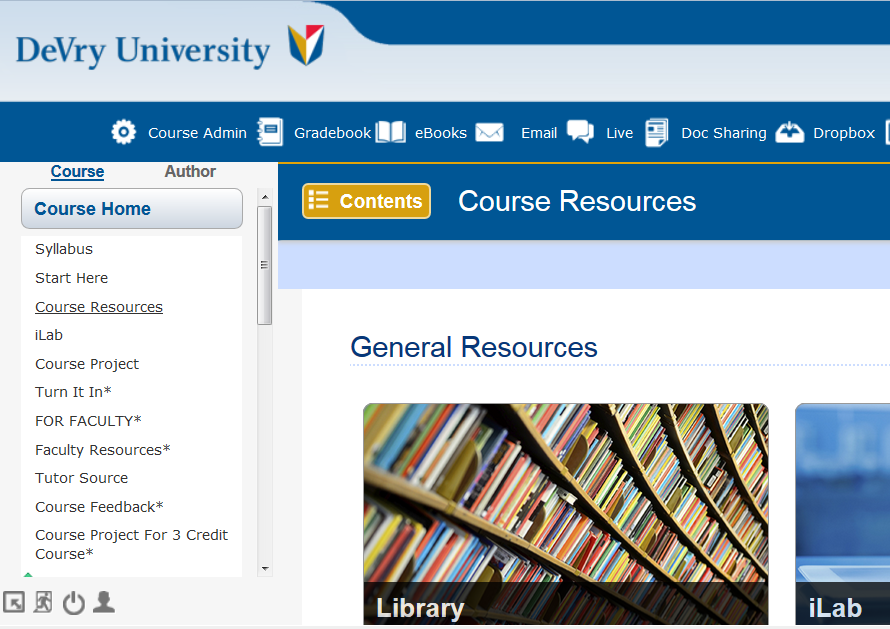 DeVry University
Course Admin Gradebook eBooks Email Live Doc Sharing Dropbox
Course Author
Course Home
Syllabus
Start Here
Course Resources
iLab
Course Project
Turn It In*
FOR FACULTY*
Faculty Resources*
Tutor Source
Course Feedback*
Course Project For 3 Credit
Course*
Contents
Course Resources
General Resources
Library
iLab